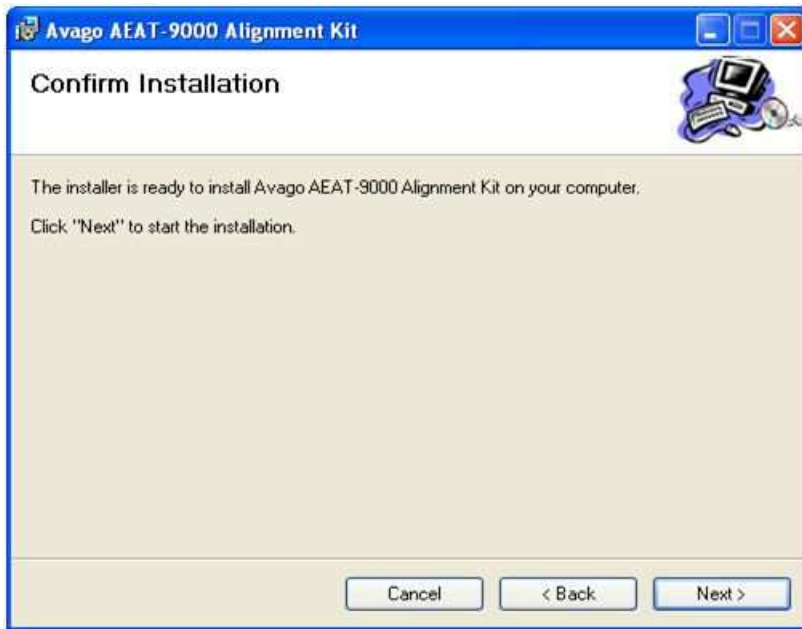 Avago AEAT-9000 Alignment Kit
Confirm Installation
The installer is ready to install Avago AEAT-9000 Alignment Kit on your computer.
Click "Next" to start the installation.
Cancel
< Back
Next >